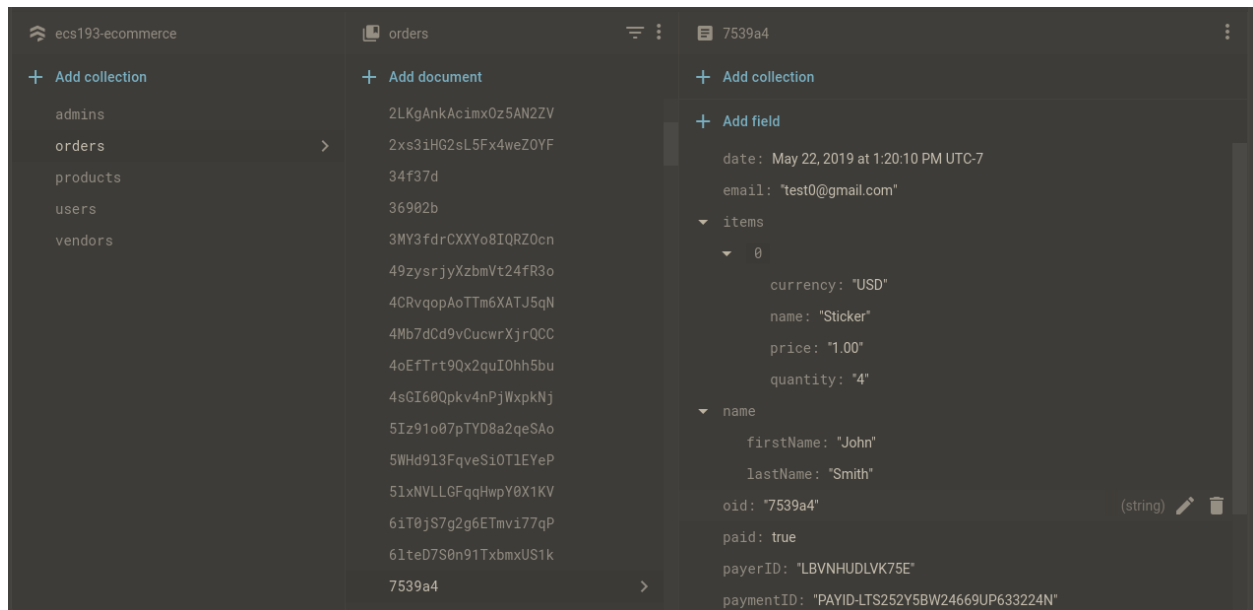 ecs193-ecommerce
Add collection
admins
orders
products
users
vendors
orders
Add document
2LKgAnkAcimxOz5AN2ZV
2xs3iHG2sL5Fx4weZOYF
34f37d
36902b
3MY3fdrCXXYo8IQRZOcn
49zysrjyXzbmVt24fR3o
4CRvqopAoTTm6XATJ5qN
4Mb7dCd9vCucwrXjrQCC
4oEfTrt9Qx2quIOhh5bu
4sGI60Qpkv4nPjWxpkNj
5Iz91o07pTYD8a2qeSAo
5WHd9l3FqveSiOTlEYeP
5lxNVLLGFqqHwpY0X1KV
6iT0jS7g2g6ETmvi77qP
6lteD7S0n91TxbmxUS1k
7539a4
7539a4
Add collection
Add field
date: May 22, 2019 at 1:20:10 PM UTC-7
email: "test0@gmail.com"
items
0
currency: "USD"
name: "Sticker"
price: "1.00"
quantity: "4"
name
firstName: "John"
lastName: "Smith"
oid: "7539a4" (string)
paid: true
payerID: "LBVNHUDLVK75E"
paymentID: "PAYID-LTS252Y5BW24669UP633224N"